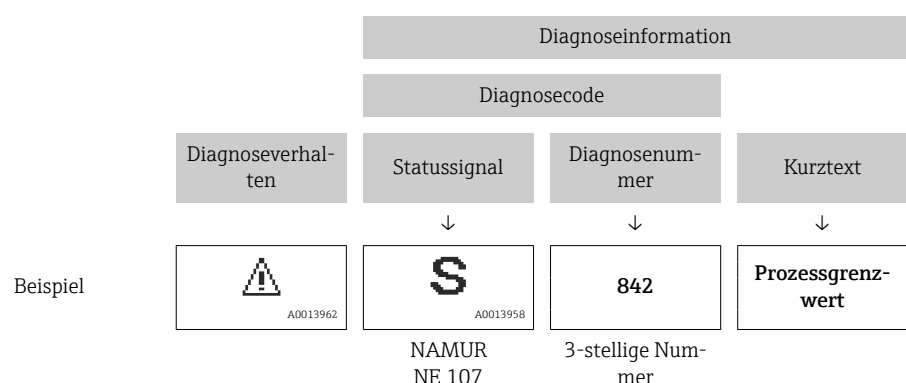 Diagnoseinformation
Diagnosecode
Diagnoseverhal-
ten
Statussignal
Diagnosenum-
mer
Kurztext
↓ ↓ ↓
Beispiel
A0013962
S
A0013958
842
Prozessgrenz-
wert
NAMUR
NE 107
3-stellige Num-
mer